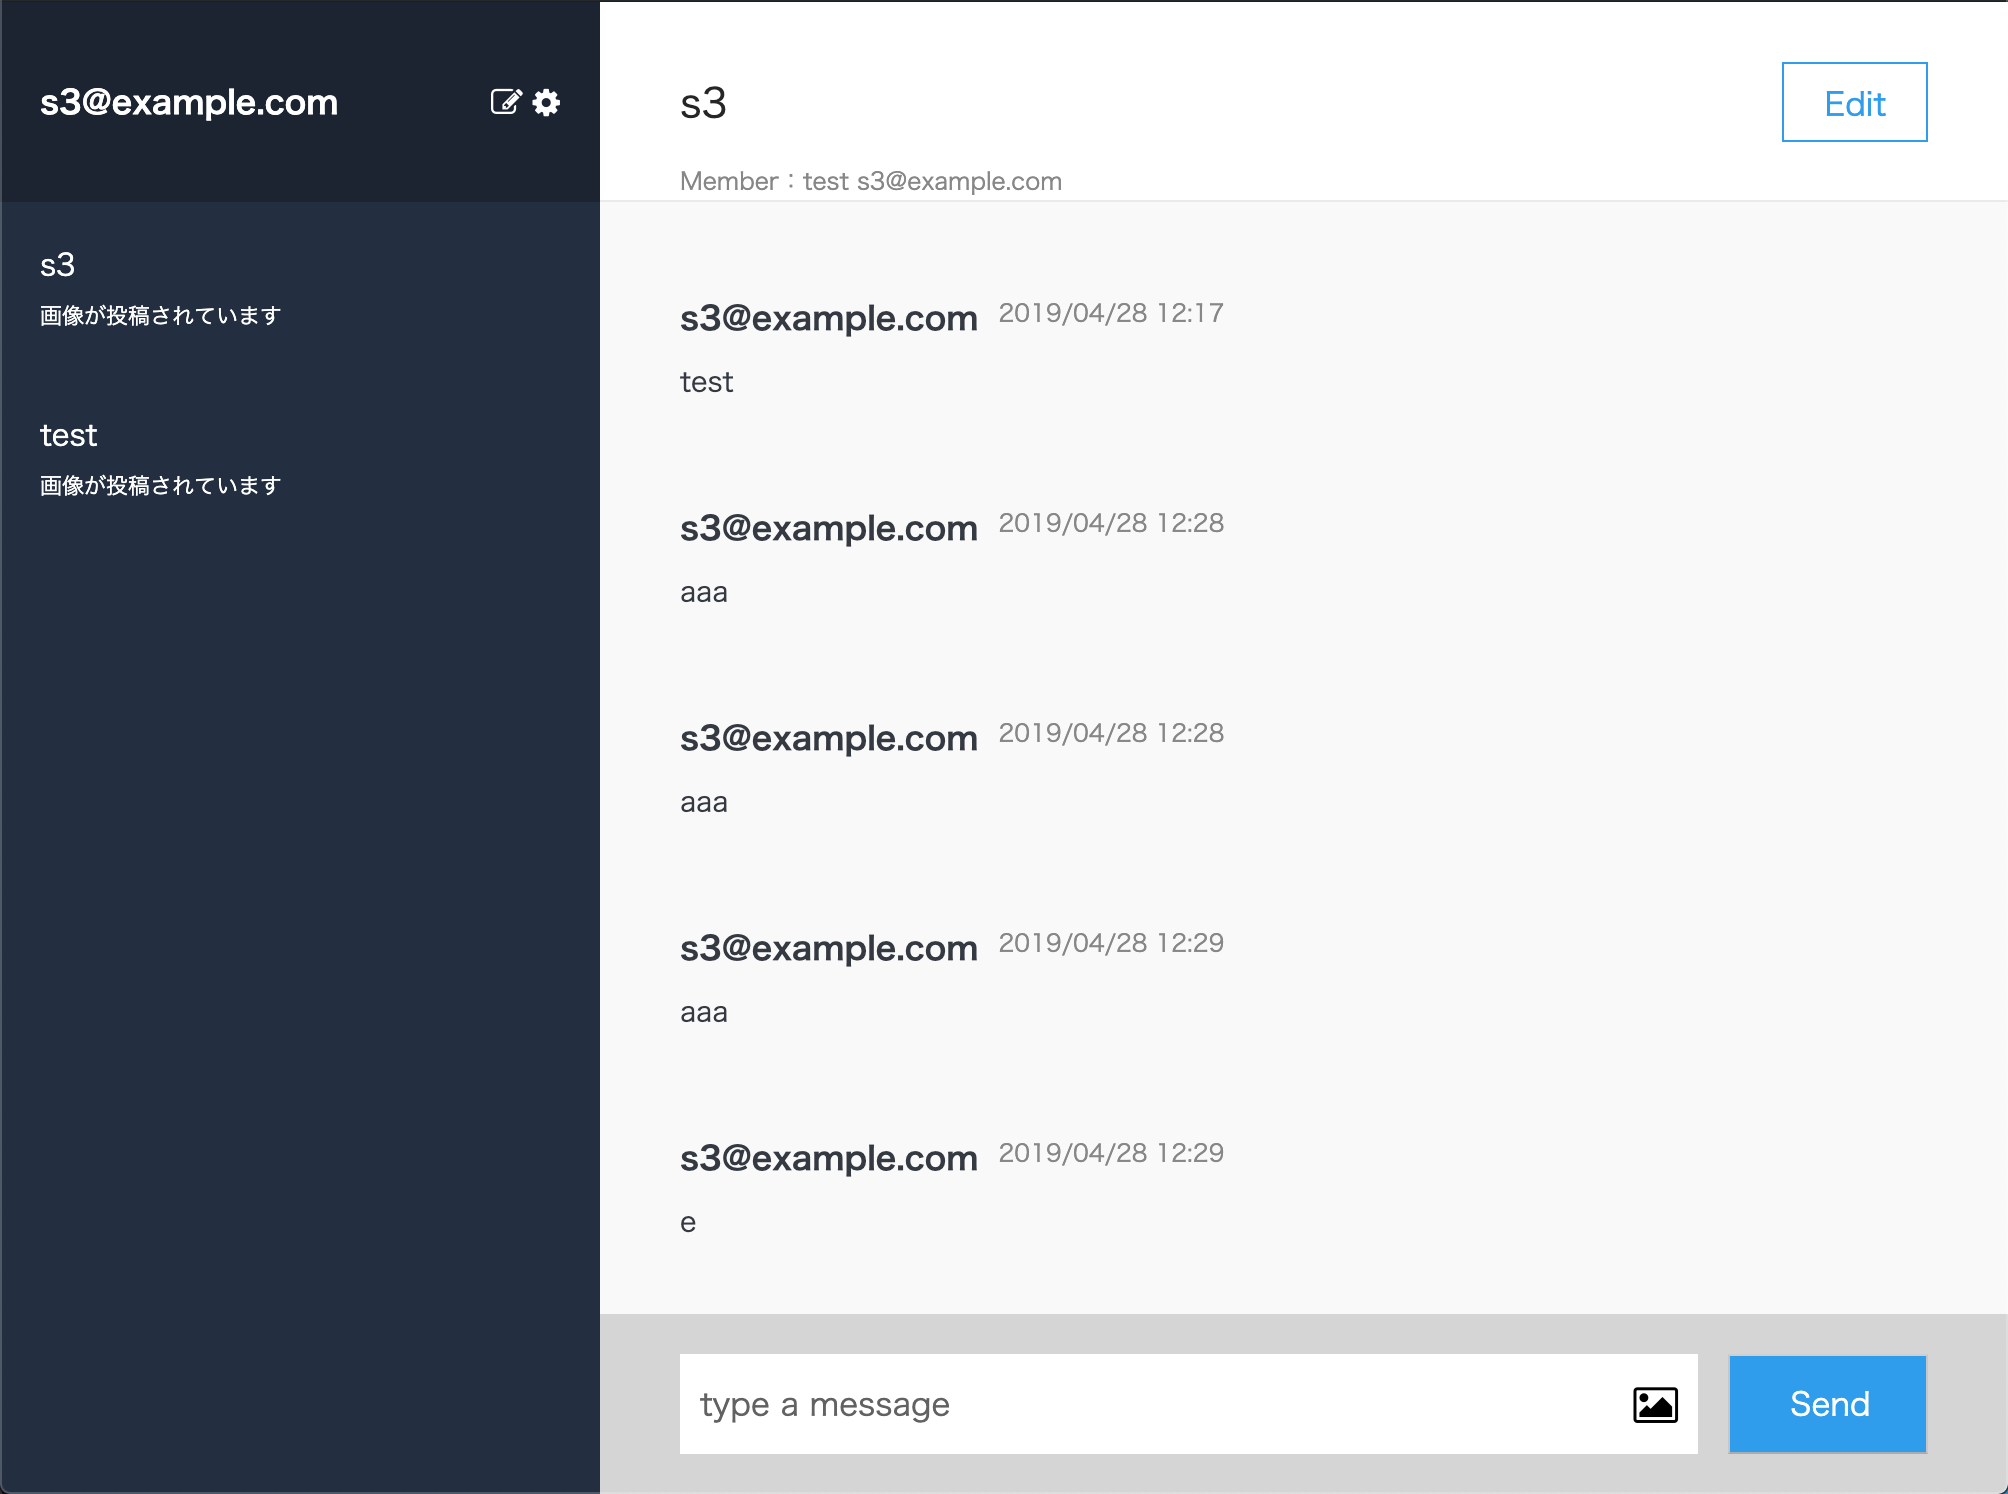 s3@example.com
s3
画像が投稿されています
test
画像が投稿されています
s3
Edit
Member：test s3@example.com
s3@example.com 2019/04/28 12:17
test
s3@example.com 2019/04/28 12:28
aaa
s3@example.com 2019/04/28 12:28
aaa
s3@example.com 2019/04/28 12:29
aaa
s3@example.com 2019/04/28 12:29
e
type a message
Send